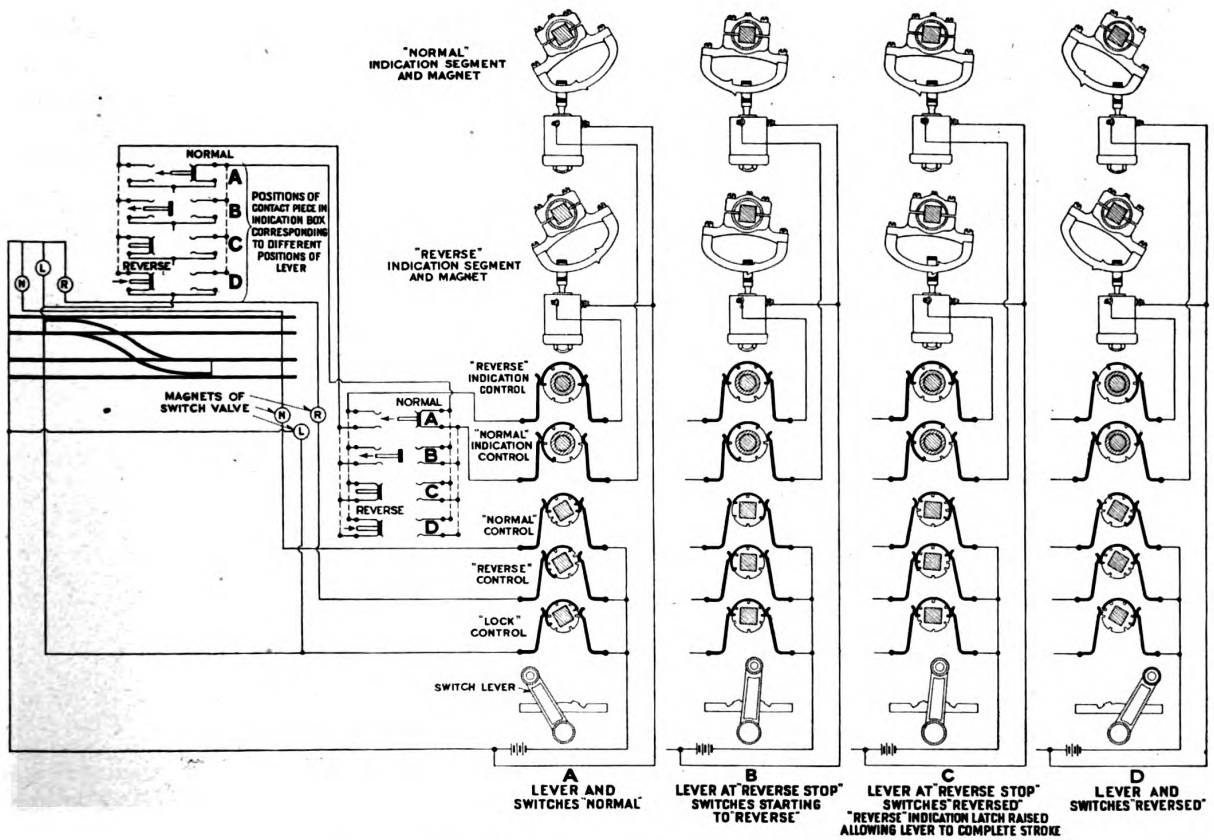 "NORMAL"
INDICATION SEGMENT
AND MAGNET
NORMAL
A
B
C
REVERSE
D
POSITIONS OF
CONTACT PIECE IN
INDICATION BOX
CORRESPONDING
TO DIFFERENT
POSITIONS OF
LEVER
"REVERSE"
INDICATION SEGMENT
AND MAGNET
N
L
R
MAGNETS OF
SWITCH VALVE
N
L
R
NORMAL
A
B
C
REVERSE
D
"REVERSE"
INDICATION
CONTROL
"NORMAL"
INDICATION
CONTROL
"NORMAL"
CONTROL
"REVERSE"
CONTROL
"LOCK"
CONTROL
SWITCH LEVER
A
LEVER AND
SWITCHES "NORMAL"
B
LEVER AT "REVERSE STOP"
SWITCHES STARTING
TO "REVERSE"
C
LEVER AT "REVERSE STOP"
SWITCHES "REVERSED"
"REVERSE" INDICATION LATCH RAISED
ALLOWING LEVER TO COMPLETE STROKE
D
LEVER AND
SWITCHES "REVERSED"